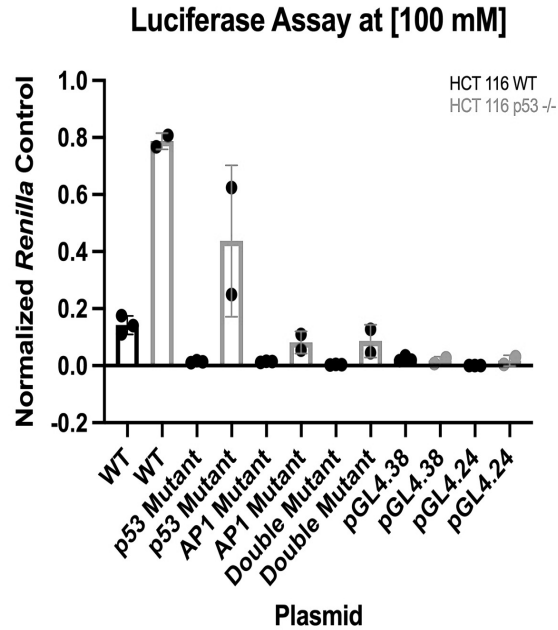 Luciferase Assay at [100 mM]
HCT 116 WT
HCT 116 p53 -/-
Normalized Renilla Control
1.0
0.8
0.6
0.4
0.2
0.0
-0.2
WT
WT
p53 Mutant
p53 Mutant
AP1 Mutant
AP1 Mutant
Double Mutant
Double Mutant
pGL4.38
pGL4.38
pGL4.24
pGL4.24
Plasmid